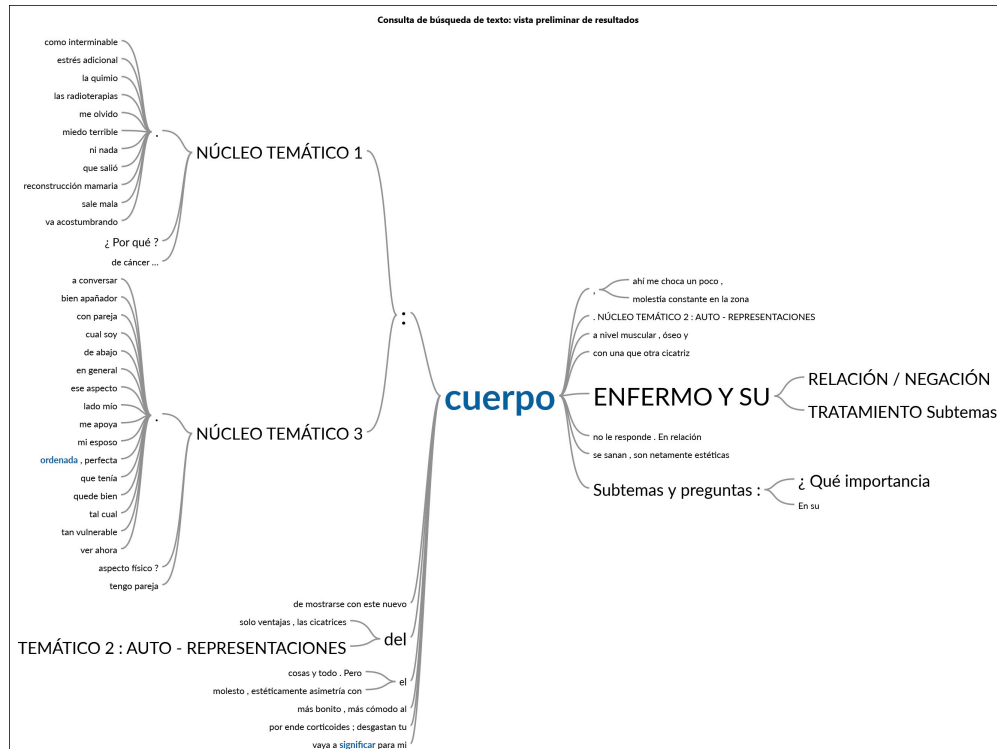 Consulta de búsqueda de texto: vista preliminar de resultados
como interminable
estrés adicional
la quimio
las radioterapias
me olvido
miedo terrible
ni nada
que salió
reconstrucción mamaria
sale mala
va acostumbrando
.
¿ Por qué ?
de cáncer ...
NÚCLEO TEMÁTICO 1
a conversar
bien apañador
con pareja
cual soy
de abajo
en general
ese aspecto
lado mío
me apoya
mi esposo
ordenada , perfecta
que tenía
quede bien
tal cual
tan vulnerable
ver ahora
.
aspecto físico ?
tengo pareja
NÚCLEO TEMÁTICO 3
:
de mostrarse con este nuevo
solo ventajas , las cicatrices
TEMÁTICO 2 : AUTO - REPRESENTACIONES
del
cosas y todo . Pero
molesto , estéticamente asimetría con
el
más bonito , más cómodo al
por ende corticoides ; desgastan tu
vaya a significar para mi
cuerpo
,
ahí me choca un poco ,
molestia constante en la zona
. NÚCLEO TEMÁTICO 2 : AUTO - REPRESENTACIONES
a nivel muscular , óseo y
con una que otra cicatriz
ENFERMO Y SU
RELACIÓN / NEGACIÓN
TRATAMIENTO Subtemas
no le responde . En relación
se sanan , son netamente estéticas
Subtemas y preguntas :
¿ Qué importancia
En su